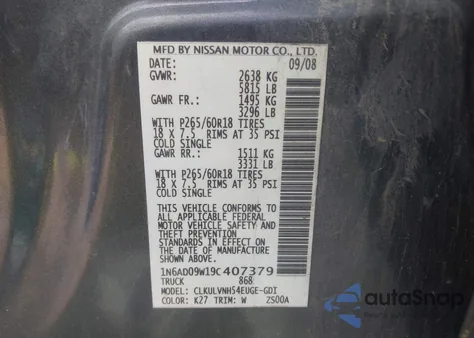 MFD BY NISSAN MOTOR CO., LTD.
DATE: 09/08
GVWR: 2638 KG
5815 LB
GAWR FR.: 1495 KG
3296 LB
WITH P265/60R18 TIRES
18 X 7.5 RIMS AT 35 PSI
COLD SINGLE
GAWR RR.: 1511 KG
3331 LB
WITH P265/60R18 TIRES
18 X 7.5 RIMS AT 35 PSI
COLD SINGLE
THIS VEHICLE CONFORMS TO
ALL APPLICABLE FEDERAL
MOTOR VEHICLE SAFETY AND
THEFT PREVENTION
STANDARDS IN EFFECT ON
THE DATE OF MANUFACTURE
SHOWN ABOVE.
1N6AD09W19C407379
TRUCK 868
MODEL: CLKULVNH54EUGE-GDI
COLOR: K27 TRIM: W ZS00A
autoSnap